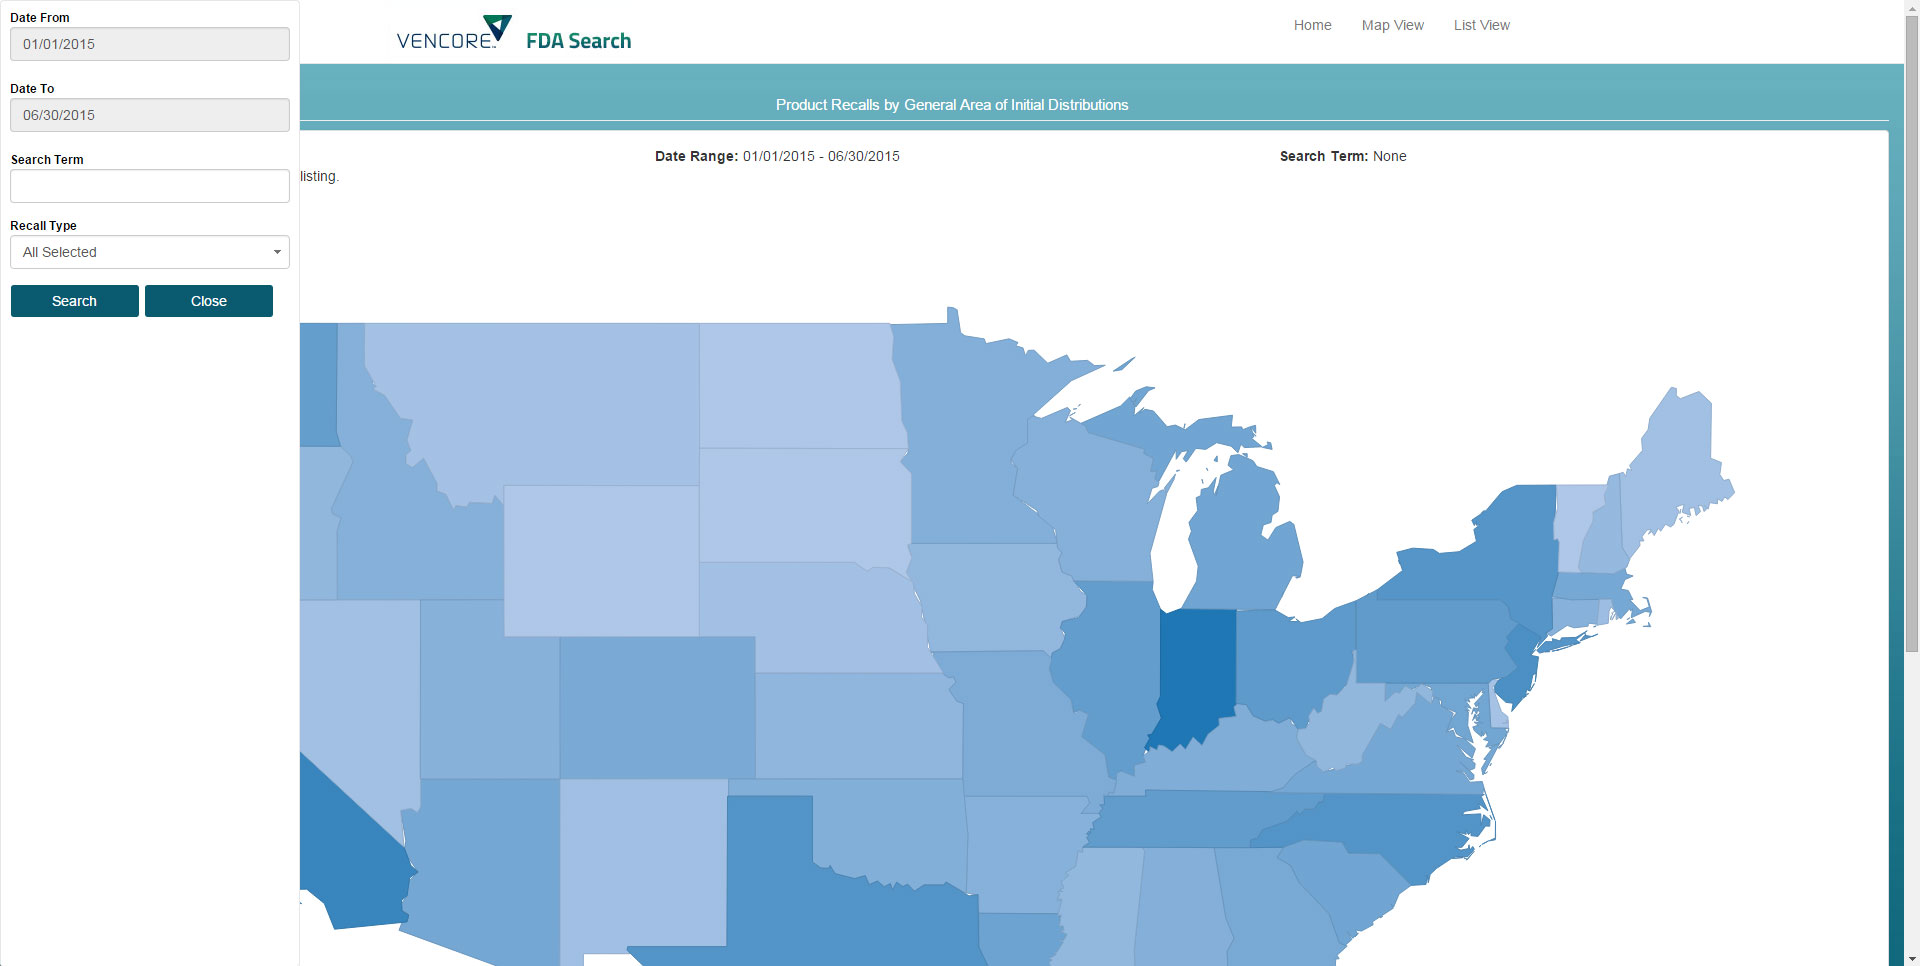 Date From
01/01/2015
Date To
06/30/2015
Search Term
Recall Type
All Selected
Search Close
VENCORE FDA Search
Home Map View List View
Product Recalls by General Area of Initial Distributions
Date Range: 01/01/2015 - 06/30/2015 Search Term: None
listing.